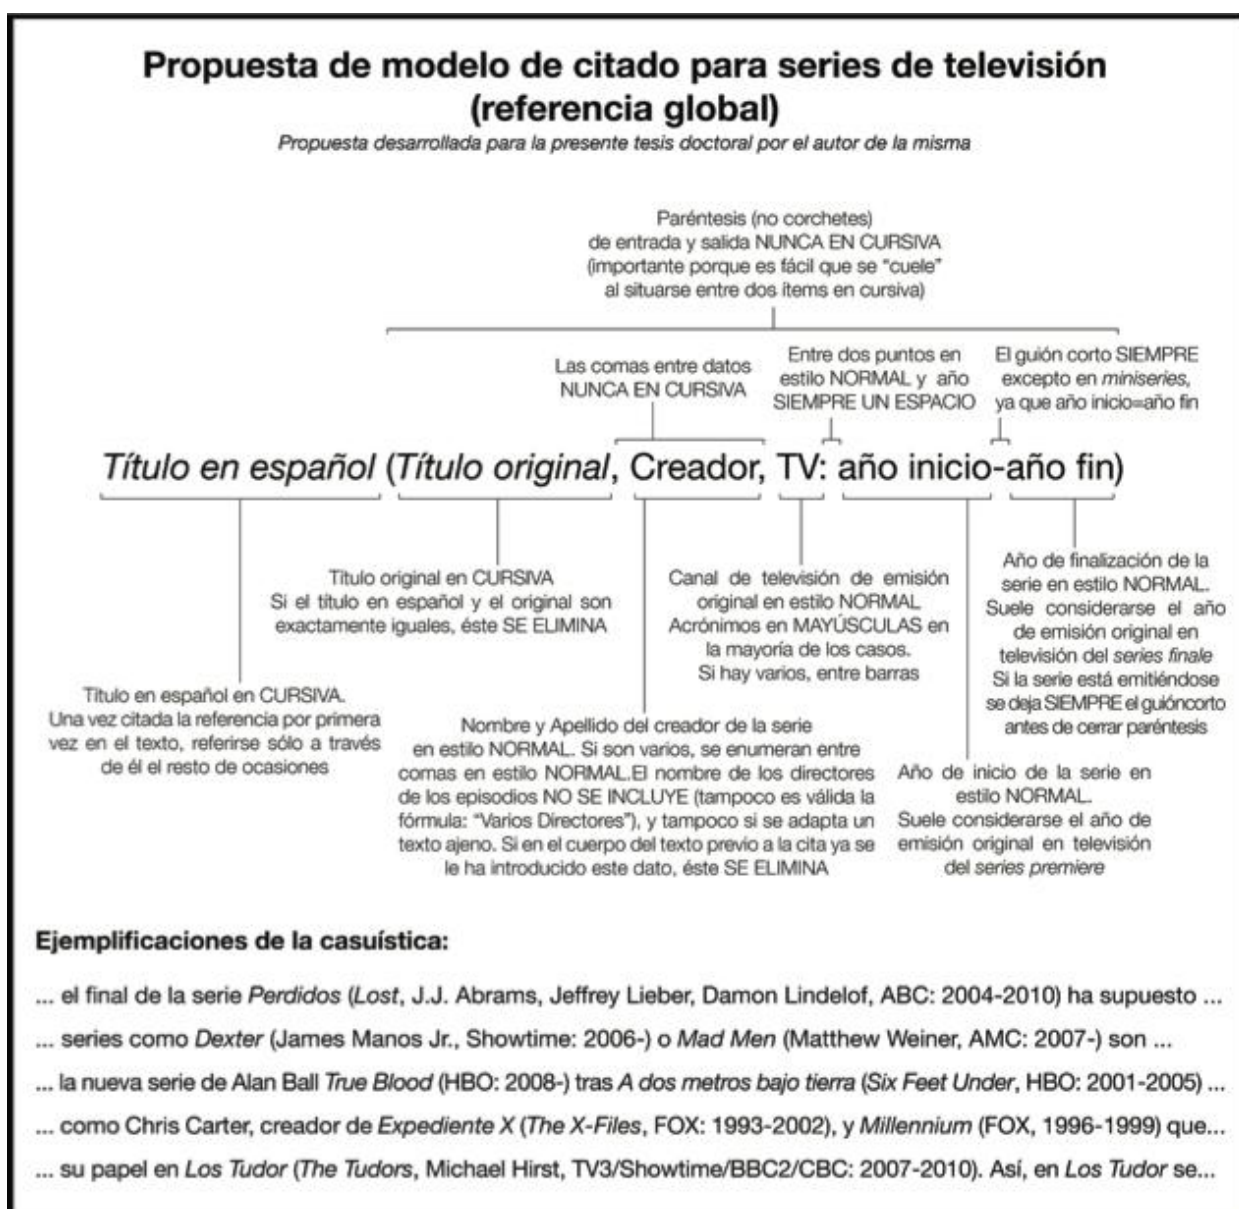 Propuesta de modelo de citado para series de televisión
(referencia global)
Propuesta desarrollada para la presente tesis doctoral por el autor de la misma
Paréntesis (no corchetes)
de entrada y salida NUNCA EN CURSIVA
(importante porque es fácil que se “cuele”
al situarse entre dos ítems en cursiva)
Las comas entre datos
NUNCA EN CURSIVA
Entre dos puntos en
estilo NORMAL y año
SIEMPRE UN ESPACIO
El guión corto SIEMPRE
excepto en miniseries,
ya que año inicio=año fin
Título en español (Título original, Creador, TV: año inicio-año fin)
Título en español en CURSIVA.
Una vez citada la referencia por primera
vez en el texto, referirse sólo a través
de él el resto de ocasiones
Título original en CURSIVA
Si el título en español y el original son
exactamente iguales, éste SE ELIMINA
Nombre y Apellido del creador de la serie
en estilo NORMAL. Si son varios, se enumeran entre
comas en estilo NORMAL.El nombre de los directores
de los episodios NO SE INCLUYE (tampoco es válida la
fórmula: “Varios Directores”), y tampoco si se adapta un
texto ajeno. Si en el cuerpo del texto previo a la cita ya se
le ha introducido este dato, éste SE ELIMINA
Canal de televisión de emisión
original en estilo NORMAL
Acrónimos en MAYÚSCULAS en
la mayoría de los casos.
Si hay varios, entre barras
Año de inicio de la serie en
estilo NORMAL.
Suele considerarse el año de
emisión original en televisión
del series premiere
Año de finalización de la
serie en estilo NORMAL.
Suele considerarse el año
de emisión original en
televisión del series finale
Si la serie está emitiéndose
se deja SIEMPRE el guióncorto
antes de cerrar paréntesis
Ejemplificaciones de la casuística:
... el final de la serie Perdidos (Lost, J.J. Abrams, Jeffrey Lieber, Damon Lindelof, ABC: 2004-2010) ha supuesto ...
... series como Dexter (James Manos Jr., Showtime: 2006-) o Mad Men (Matthew Weiner, AMC: 2007-) son ...
... la nueva serie de Alan Ball True Blood (HBO: 2008-) tras A dos metros bajo tierra (Six Feet Under, HBO: 2001-2005) ...
... como Chris Carter, creador de Expediente X (The X-Files, FOX: 1993-2002), y Millennium (FOX, 1996-1999) que...
... su papel en Los Tudor (The Tudors, Michael Hirst, TV3/Showtime/BBC2/CBC: 2007-2010). Así, en Los Tudor se...